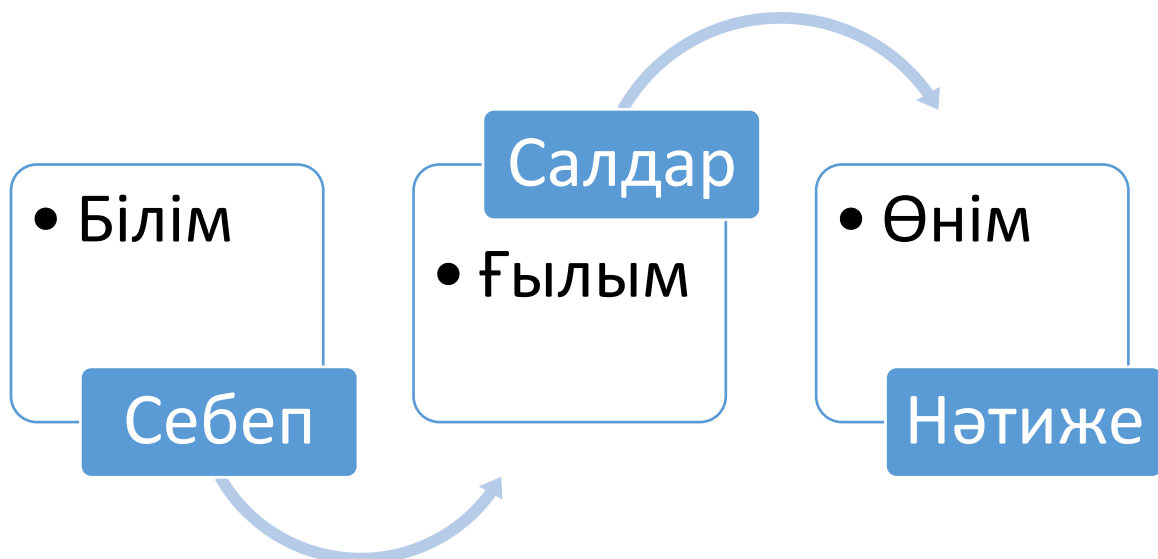 • Білім
Себеп
Салдар
• Ғылым
• Өнім
Нәтиже